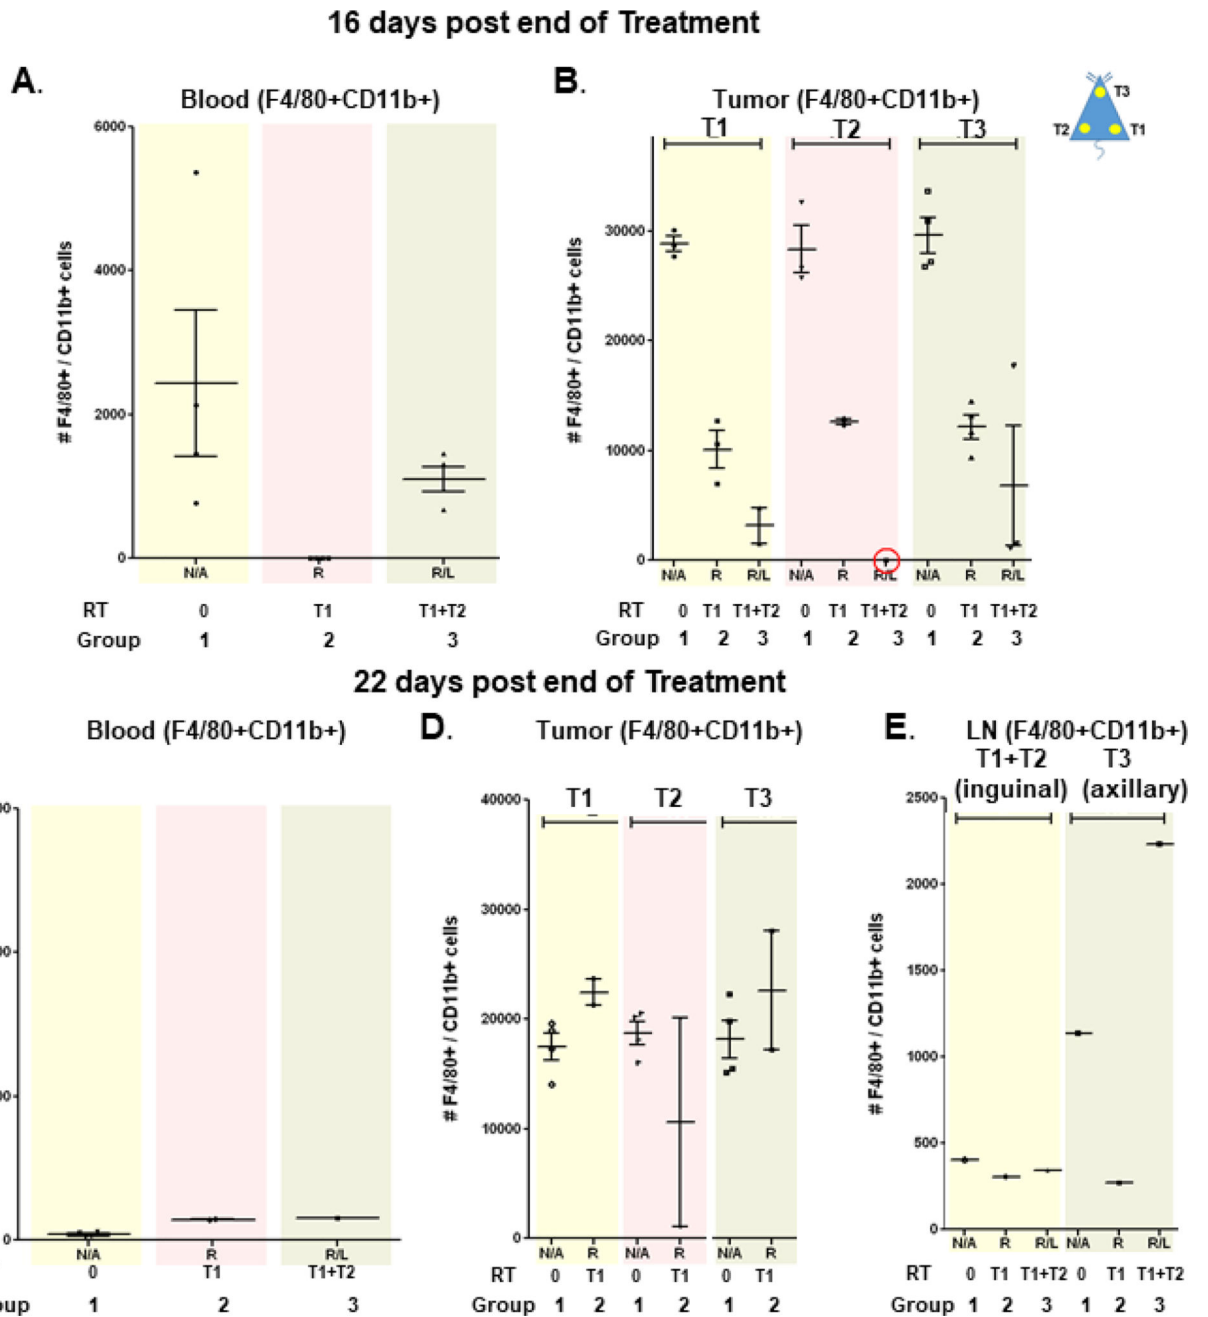 16 days post end of Treatment
A.
Blood (F4/80+CD11b+)
# F4/80+ / CD11b+ cells
6000
4000
2000
0
N/A R R/L
RT 0 T1 T1+T2
Group 1 2 3
B.
Tumor (F4/80+CD11b+)
T1 T2 T3
# F4/80+ / CD11b+ cells
30000
20000
10000
0
N/A R R/L N/A R R/L N/A R R/L
RT 0 T1 T1+T2 0 T1 T1+T2 0 T1 T1+T2
Group 1 2 3 1 2 3 1 2 3
T3
T2 T1
22 days post end of Treatment
Blood (F4/80+CD11b+)
N/A R R/L
0 T1 T1+T2
oup 1 2 3
D.
Tumor (F4/80+CD11b+)
T1 T2 T3
# F4/80+ / CD11b+ cells
40000
30000
20000
10000
0
N/A R N/A R N/A R
RT 0 T1 0 T1 0 T1
Group 1 2 1 2 1 2
E.
LN (F4/80+CD11b+)
T1+T2 T3
(inguinal) (axillary)
# F4/80+ / CD11b+ cells
2500
2000
1500
1000
500
0
N/A R R/L N/A R R/L
RT 0 T1 T1+T2 0 T1 T1+T2
Group 1 2 3 1 2 3